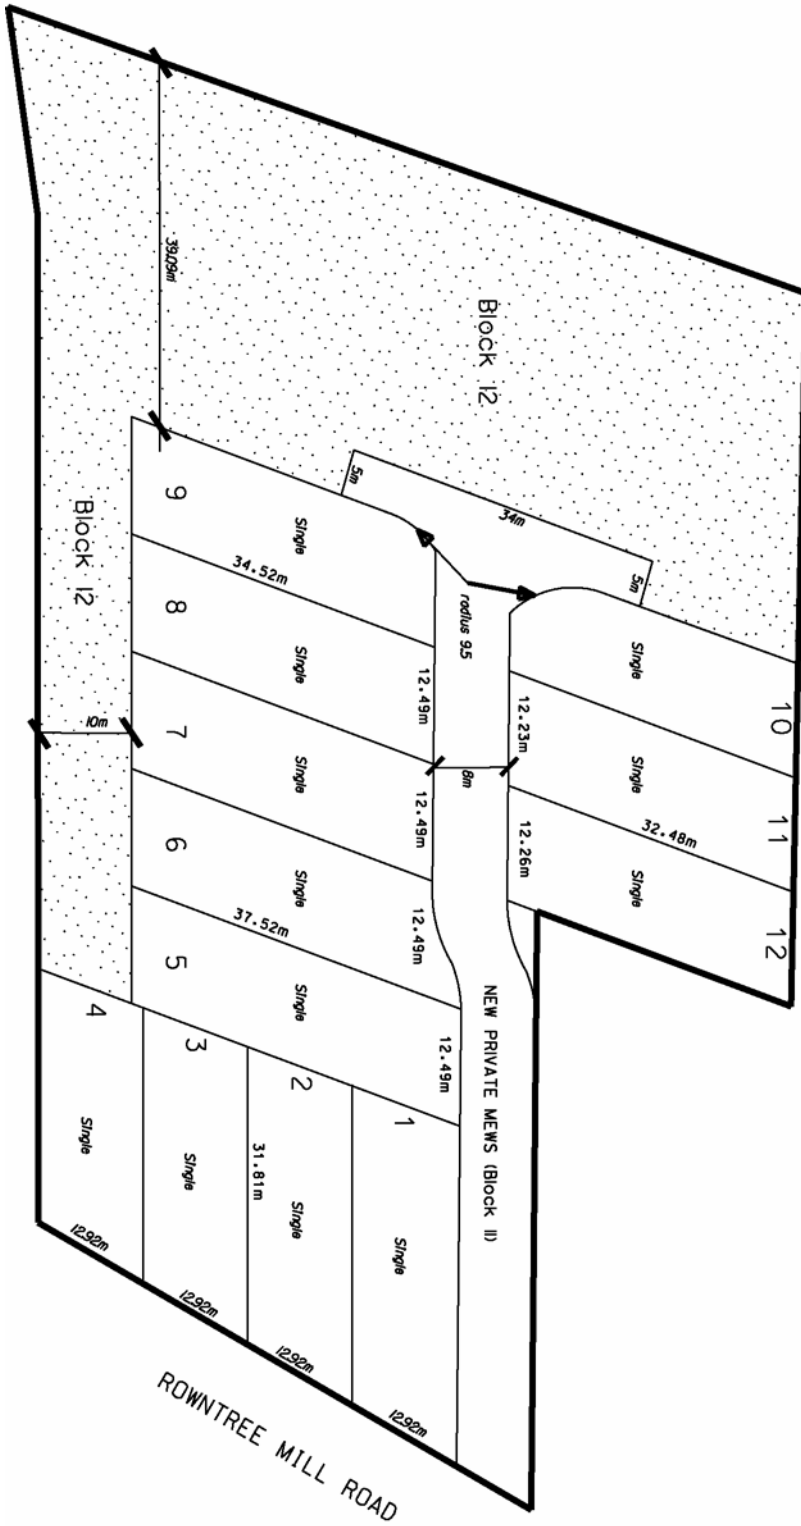 39.09m
Block 12
5m
34m
5m
9
Single
34.52m
Block 12
8
Single
radius 9.5
12.49m
Single
10
12.23m
7
Single
10m
8m
Single
11
12.49m
12.26m
32.48m
6
Single
Single
12
37.52m
12.49m
5
Single
NEW PRIVATE MEWS (Block 11)
4
3
2
12.49m
1
Single
Single
31.81m
Single
Single
12.92m
12.92m
12.92m
12.92m
ROWNTREE MILL ROAD